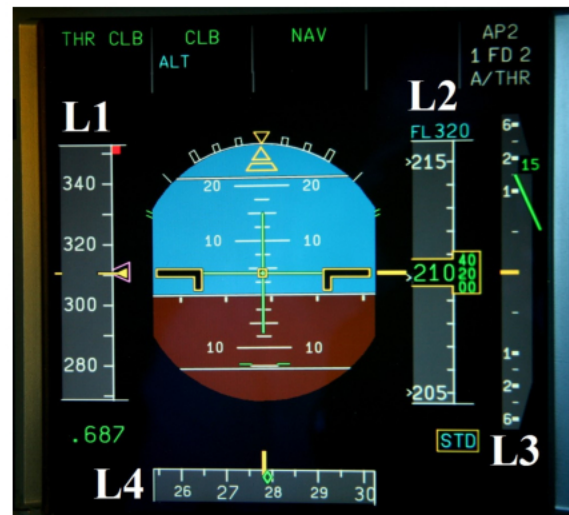 THR CLB CLB NAV AP2
ALT 1 FD 2
A/THR
L1 L2
FL320
6
340 20 20 215 2 15
1
320 10 10
40
210 20
00
300
280 10 10 1
205 2
6
.687 STD L3
L4 26 27 28 29 30